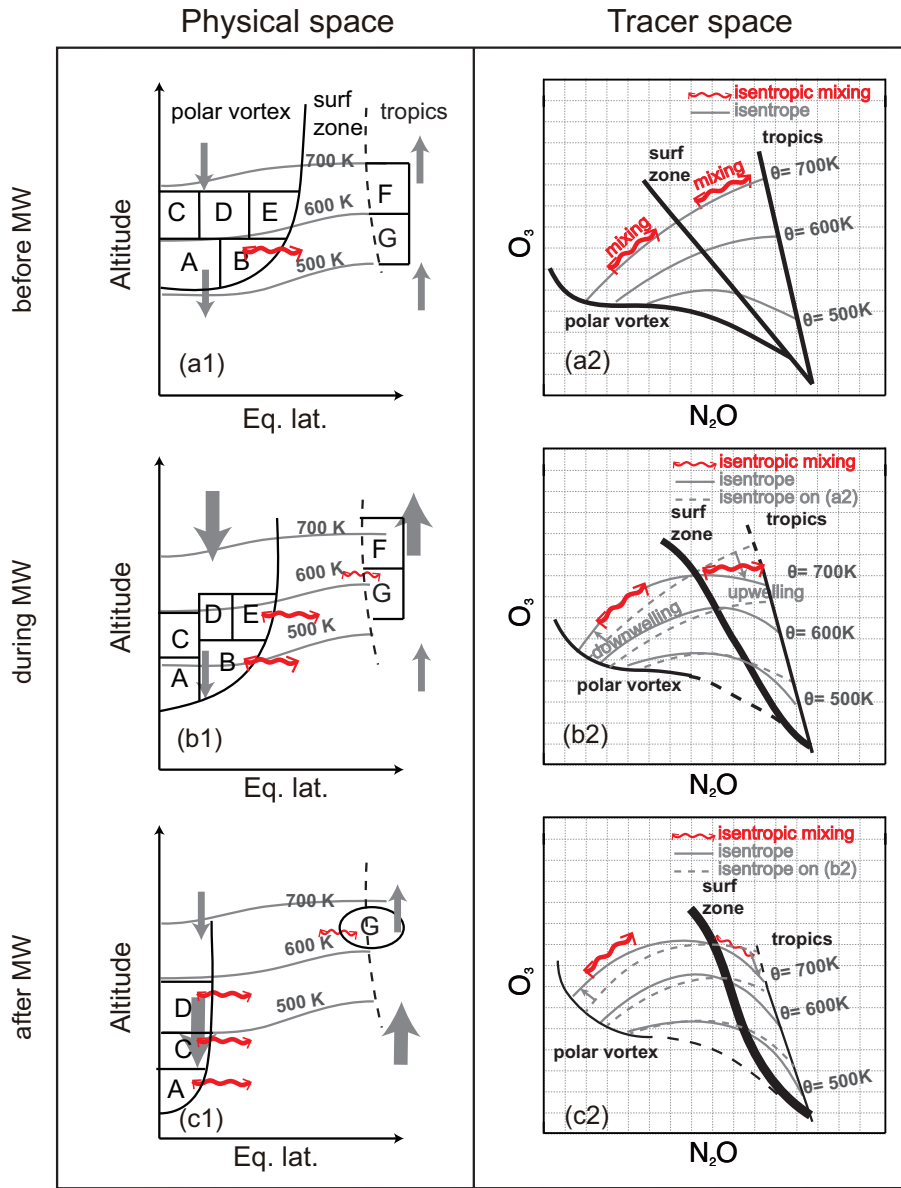 Physical space
Tracer space
before MW
Altitude
polar vortex
surf
zone
tropics
700 K
600 K
500 K
C
D
E
F
A
B
G
(a1)
Eq. lat.
O3
isentropic mixing
isentrope
tropics
surf
zone
mixing
mixing
θ= 700K
θ= 600K
θ= 500K
polar vortex
(a2)
N2O
during MW
Altitude
700 K
600 K
500 K
F
D
E
G
C
A
B
(b1)
Eq. lat.
O3
isentropic mixing
isentrope
isentrope on (a2)
surf
zone
tropics
θ= 700K
upwelling
downwelling
θ= 600K
polar vortex
θ= 500K
(b2)
N2O
after MW
Altitude
700 K
G
600 K
500 K
D
C
A
(c1)
Eq. lat.
O3
isentropic mixing
isentrope
isentrope on (b2)
surf
zone
tropics
θ= 700K
θ= 600K
polar vortex
θ= 500K
(c2)
N2O